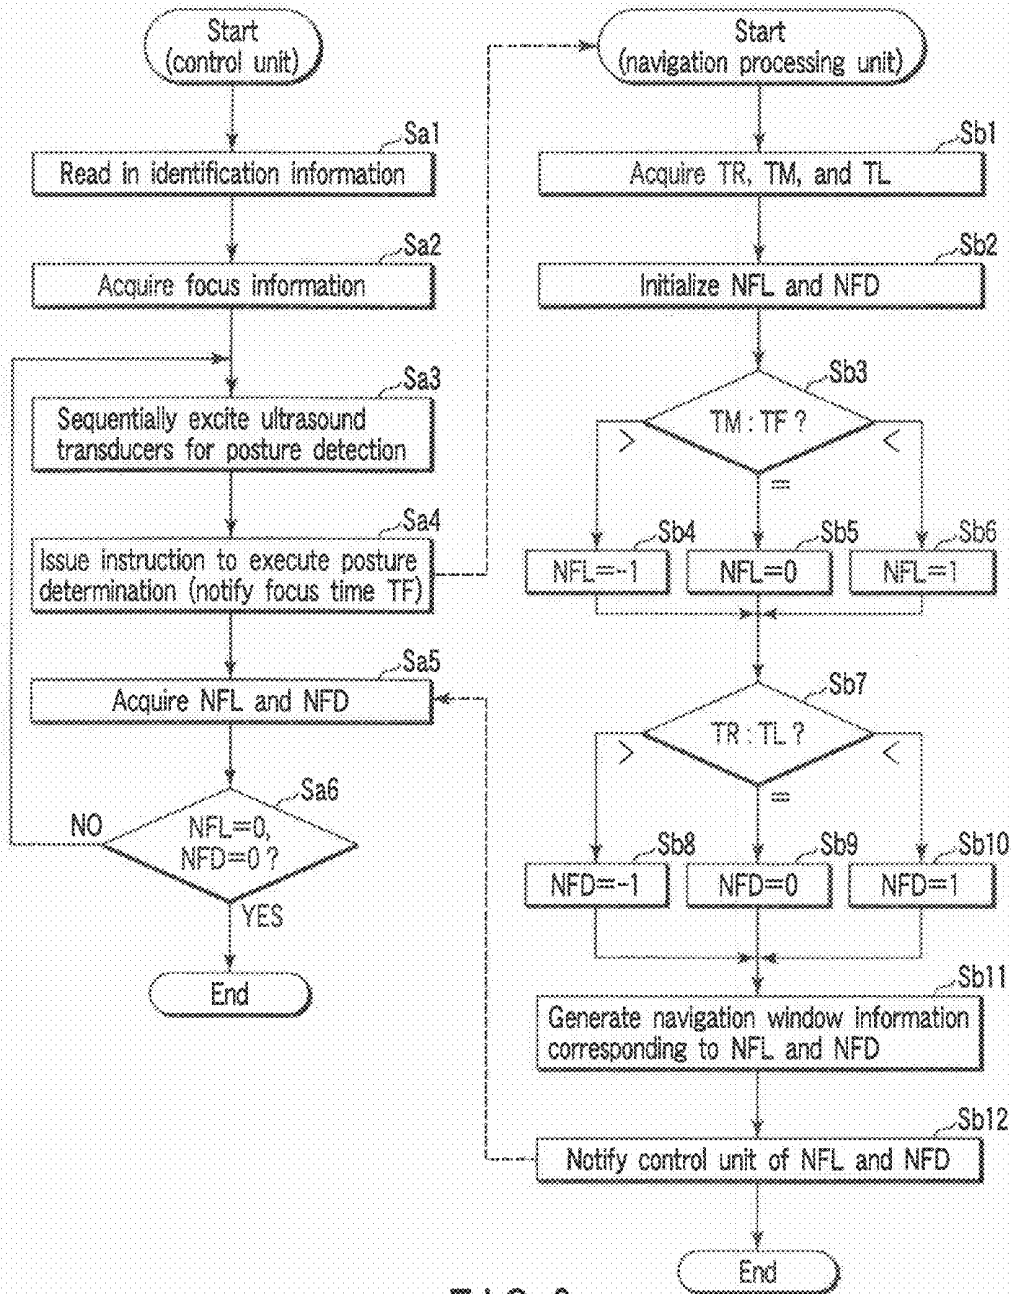 Start
(control unit)
Sa1
Read in identification information
Sa2
Acquire focus information
Sa3
Sequentially excite ultrasound
transducers for posture detection
Sa4
Issue instruction to execute posture
determination (notify focus time TF)
Sa5
Acquire NFL and NFD
Sa6
NFL=0,
NFD=0?
NO
YES
End
Start
(navigation processing unit)
Sb1
Acquire TR, TM, and TL
Sb2
Initialize NFL and NFD
Sb3
TM : TF ?
>
<
=
Sb4
NFL=-1
Sb5
NFL=0
Sb6
NFL=1
Sb7
TR : TL ?
>
<
=
Sb8
NFD=-1
Sb9
NFD=0
Sb10
NFD=1
Sb11
Generate navigation window information
corresponding to NFL and NFD
Sb12
Notify control unit of NFL and NFD
End